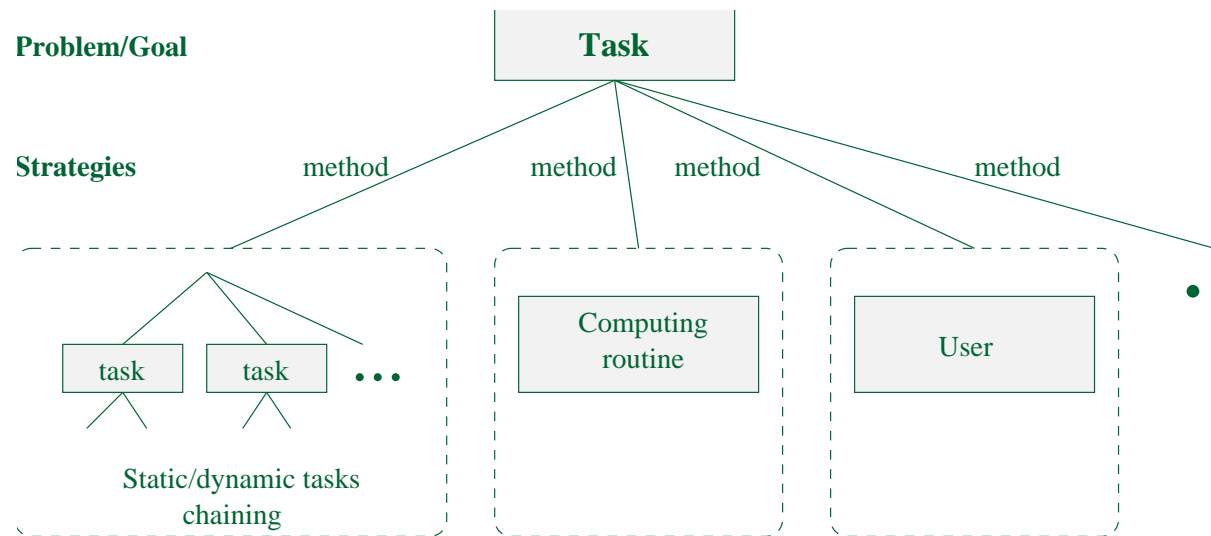 Problem/Goal
Task
Strategies
method
method
method
method
task
task
...
Computing
routine
User
Static/dynamic tasks
chaining